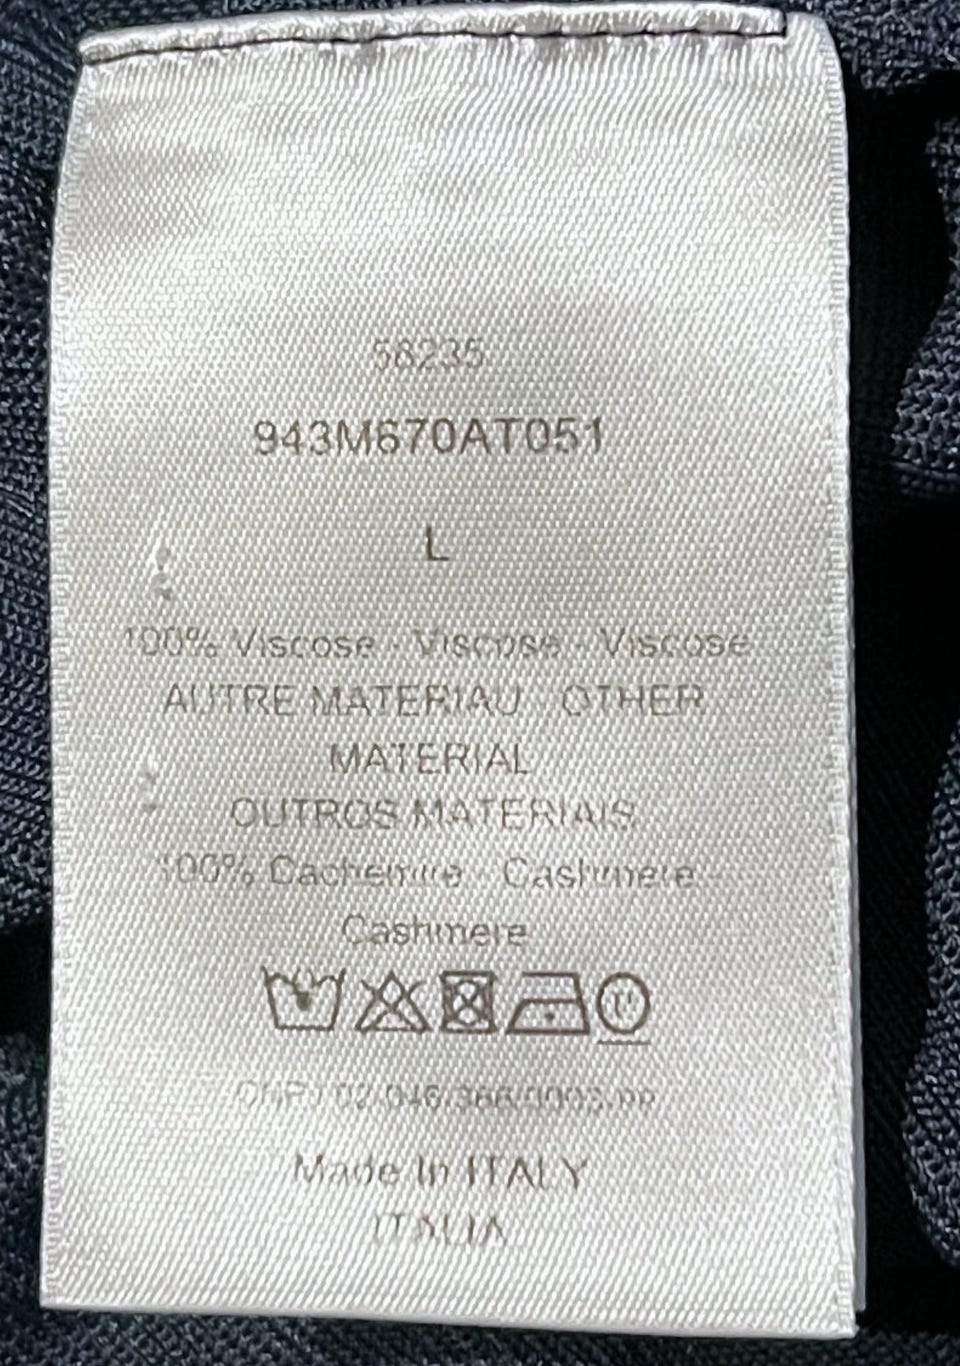 56235
943M670AT051
L
100% Viscose - Viscose - Viscose
AUTRE MATERIAU OTHER
MATERIAL
OUTROS MATERIAIS
100% Cachemire - Cashmere -
Cashmere
Made In ITALY
ITALIA